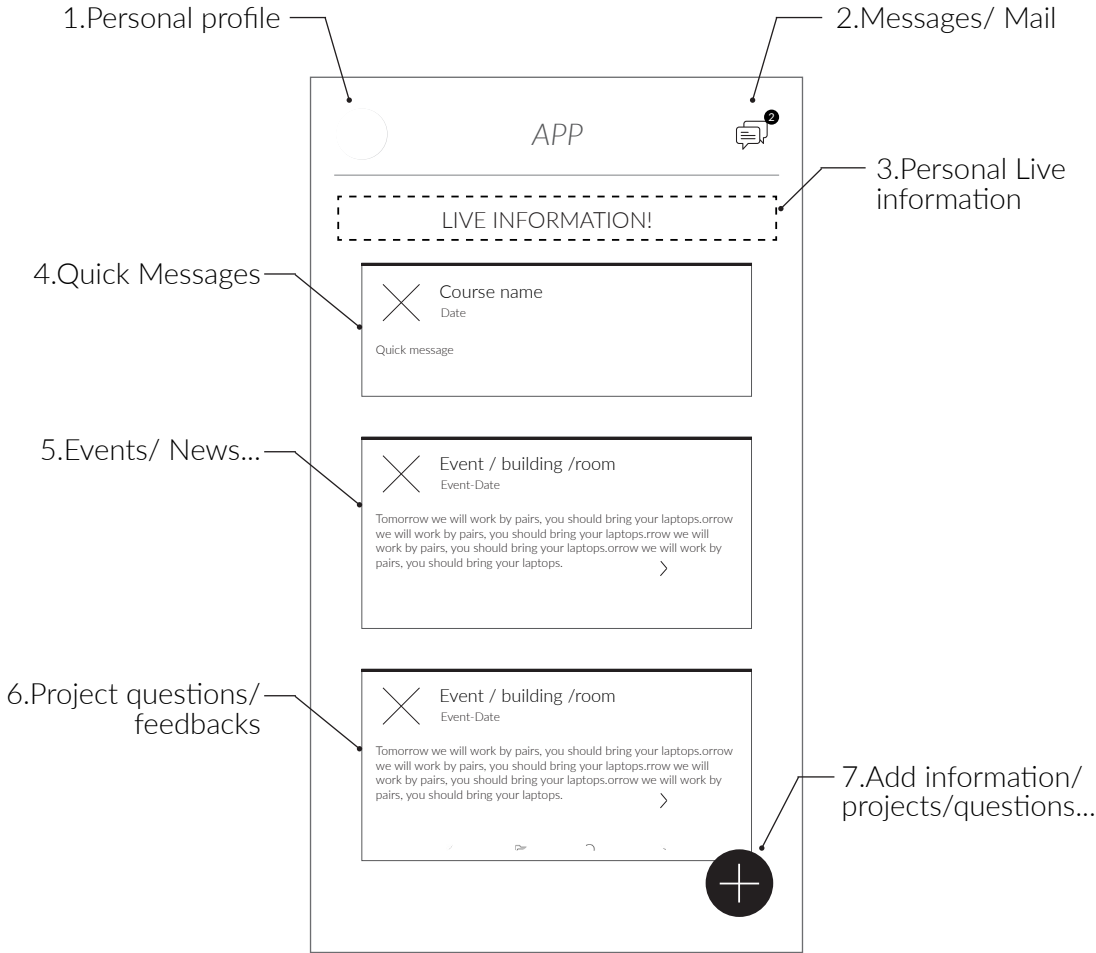 1.Personal profile
2.Messages/ Mail
APP
2
3.Personal Live
information
LIVE INFORMATION!
4.Quick Messages
Course name
Date
Quick message
5.Events/ News...
Event / building /room
Event-Date
Tomorrow we will work by pairs, you should bring your laptops.orrow
we will work by pairs, you should bring your laptops.rrow we will
work by pairs, you should bring your laptops.orrow we will work by
pairs, you should bring your laptops.
6.Project questions/
feedbacks
Event / building /room
Event-Date
Tomorrow we will work by pairs, you should bring your laptops.orrow
we will work by pairs, you should bring your laptops.rrow we will
work by pairs, you should bring your laptops.orrow we will work by
pairs, you should bring your laptops.
7.Add information/
projects/questions...